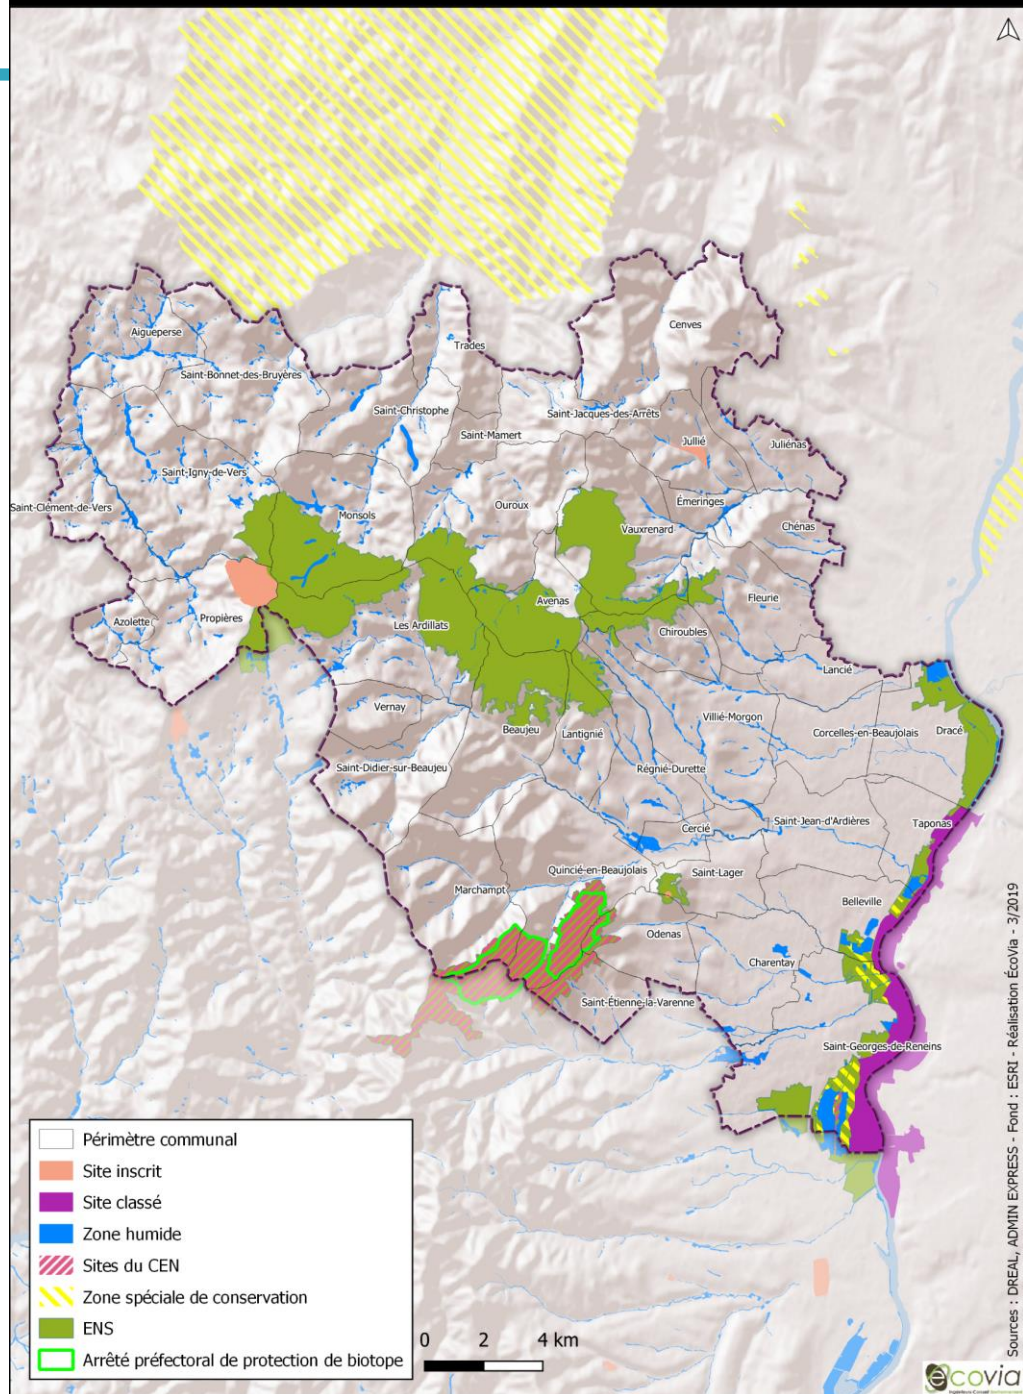 Aigueperse
Cenves
Trades
Saint-Bonnet-des-Bruyères
Saint-Christophe
Saint-Jacques-des-Arrêts
Saint-Mamert
Jullié
Juliénas
Saint-Igny-de-Vers
Saint-Clément-de-Vers
Monsols
Ouroux
Émeringes
Vauxrenard
Chénas
Avenas
Fleurie
Azolette
Propières
Les Ardillats
Chiroubles
Lancié
Vernay
Beaujeu
Lantignié
Villié-Morgon
Corcelles-en-Beaujolais
Dracé
Saint-Didier-sur-Beaujeu
Régnié-Durette
Cercié
Saint-Jean-d'Ardières
Taponas
Marchampt
Quincié-en-Beaujolais
Saint-Lager
Belleville
Odenas
Charentay
Saint-Étienne-la-Varenne
Saint-Georges-de-Reneins
Périmètre communal
Site inscrit
Site classé
Zone humide
Sites du CEN
Zone spéciale de conservation
ENS
Arrêté préfectoral de protection de biotope
0 2 4 km
Sources : DREAL, ADMIN EXPRESS - Fond : ESRI - Réalisation ÉcoVia - 3/2019
écovia